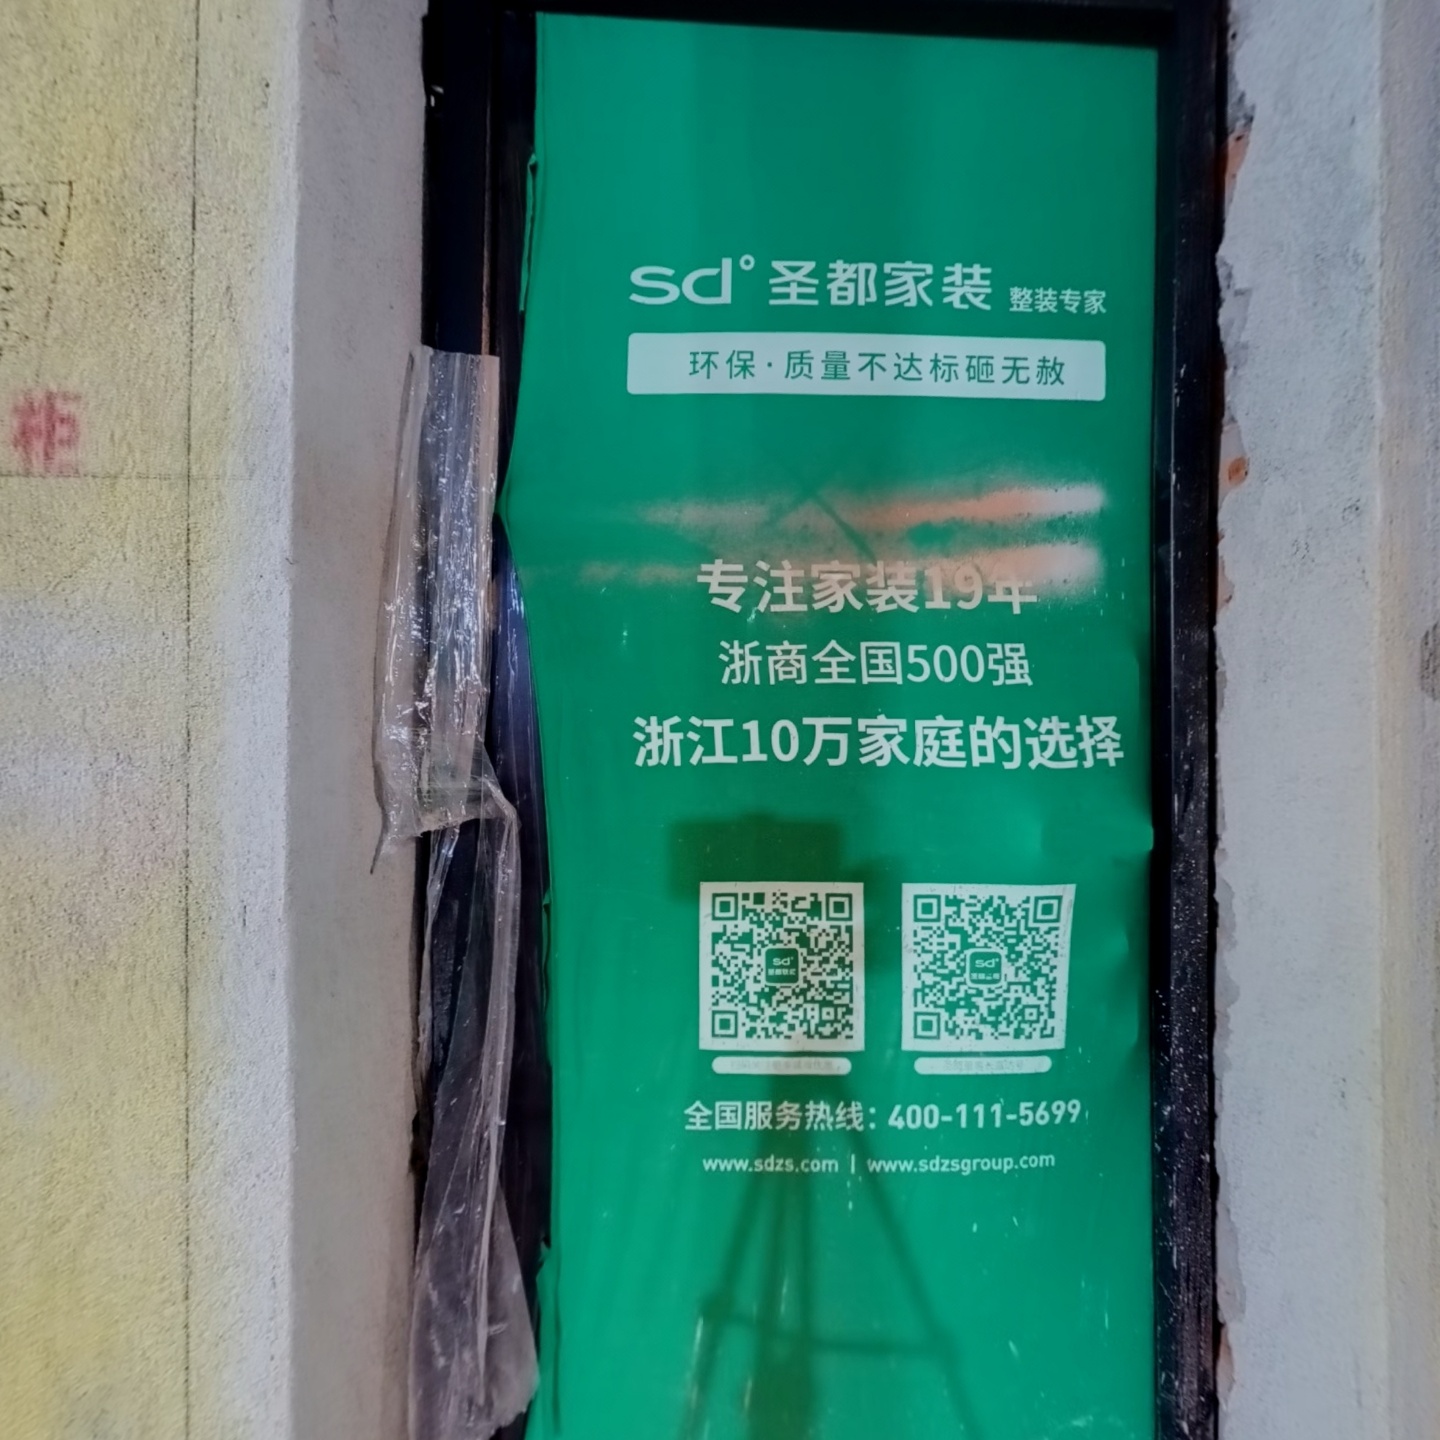 柜
sd° 圣都家装 整装专家
环保·质量不达标砸无赦
专注家装19年
浙商全国500强
浙江10万家庭的选择
sd°
sd°
全国服务热线：400-111-5699
www.sdzs.com | www.sdzsgroup.com